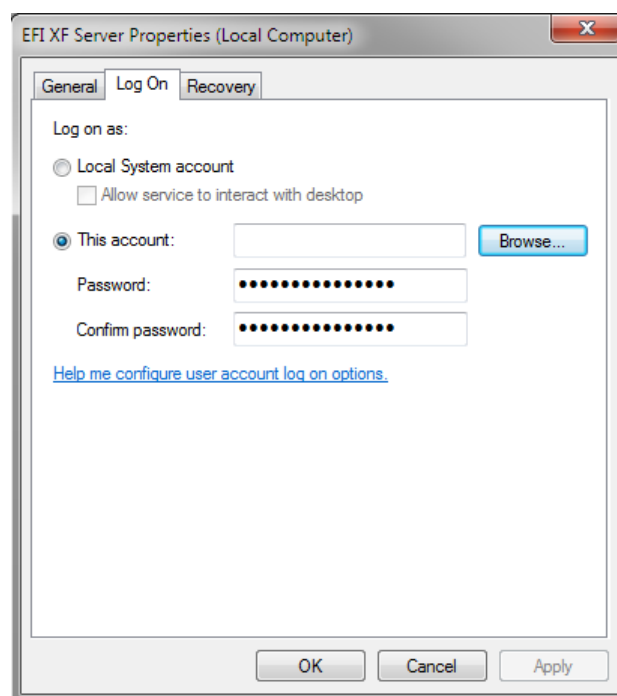 EFI XF Server Properties (Local Computer)
General Log On Recovery
Log on as:
Local System account
Allow service to interact with desktop
This account: Browse...
Password: •••••••••••••••
Confirm password: •••••••••••••••
Help me configure user account log on options.
OK Cancel Apply